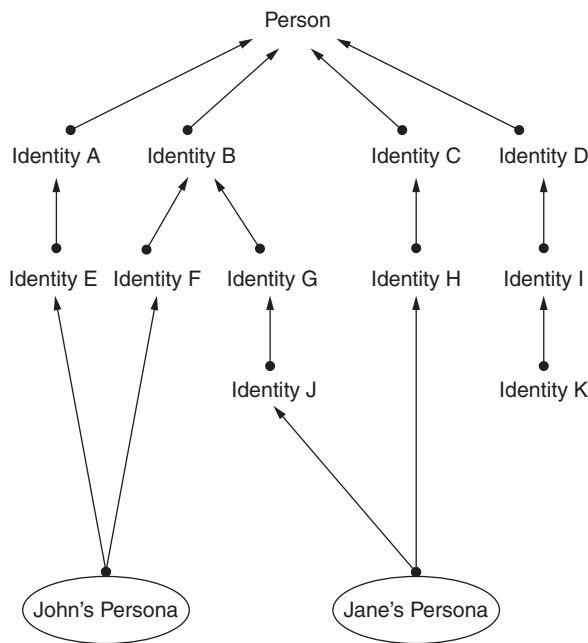 Person
Identity A
Identity B
Identity C
Identity D
Identity E
Identity F
Identity G
Identity H
Identity I
Identity J
Identity K
John's Persona
Jane's Persona